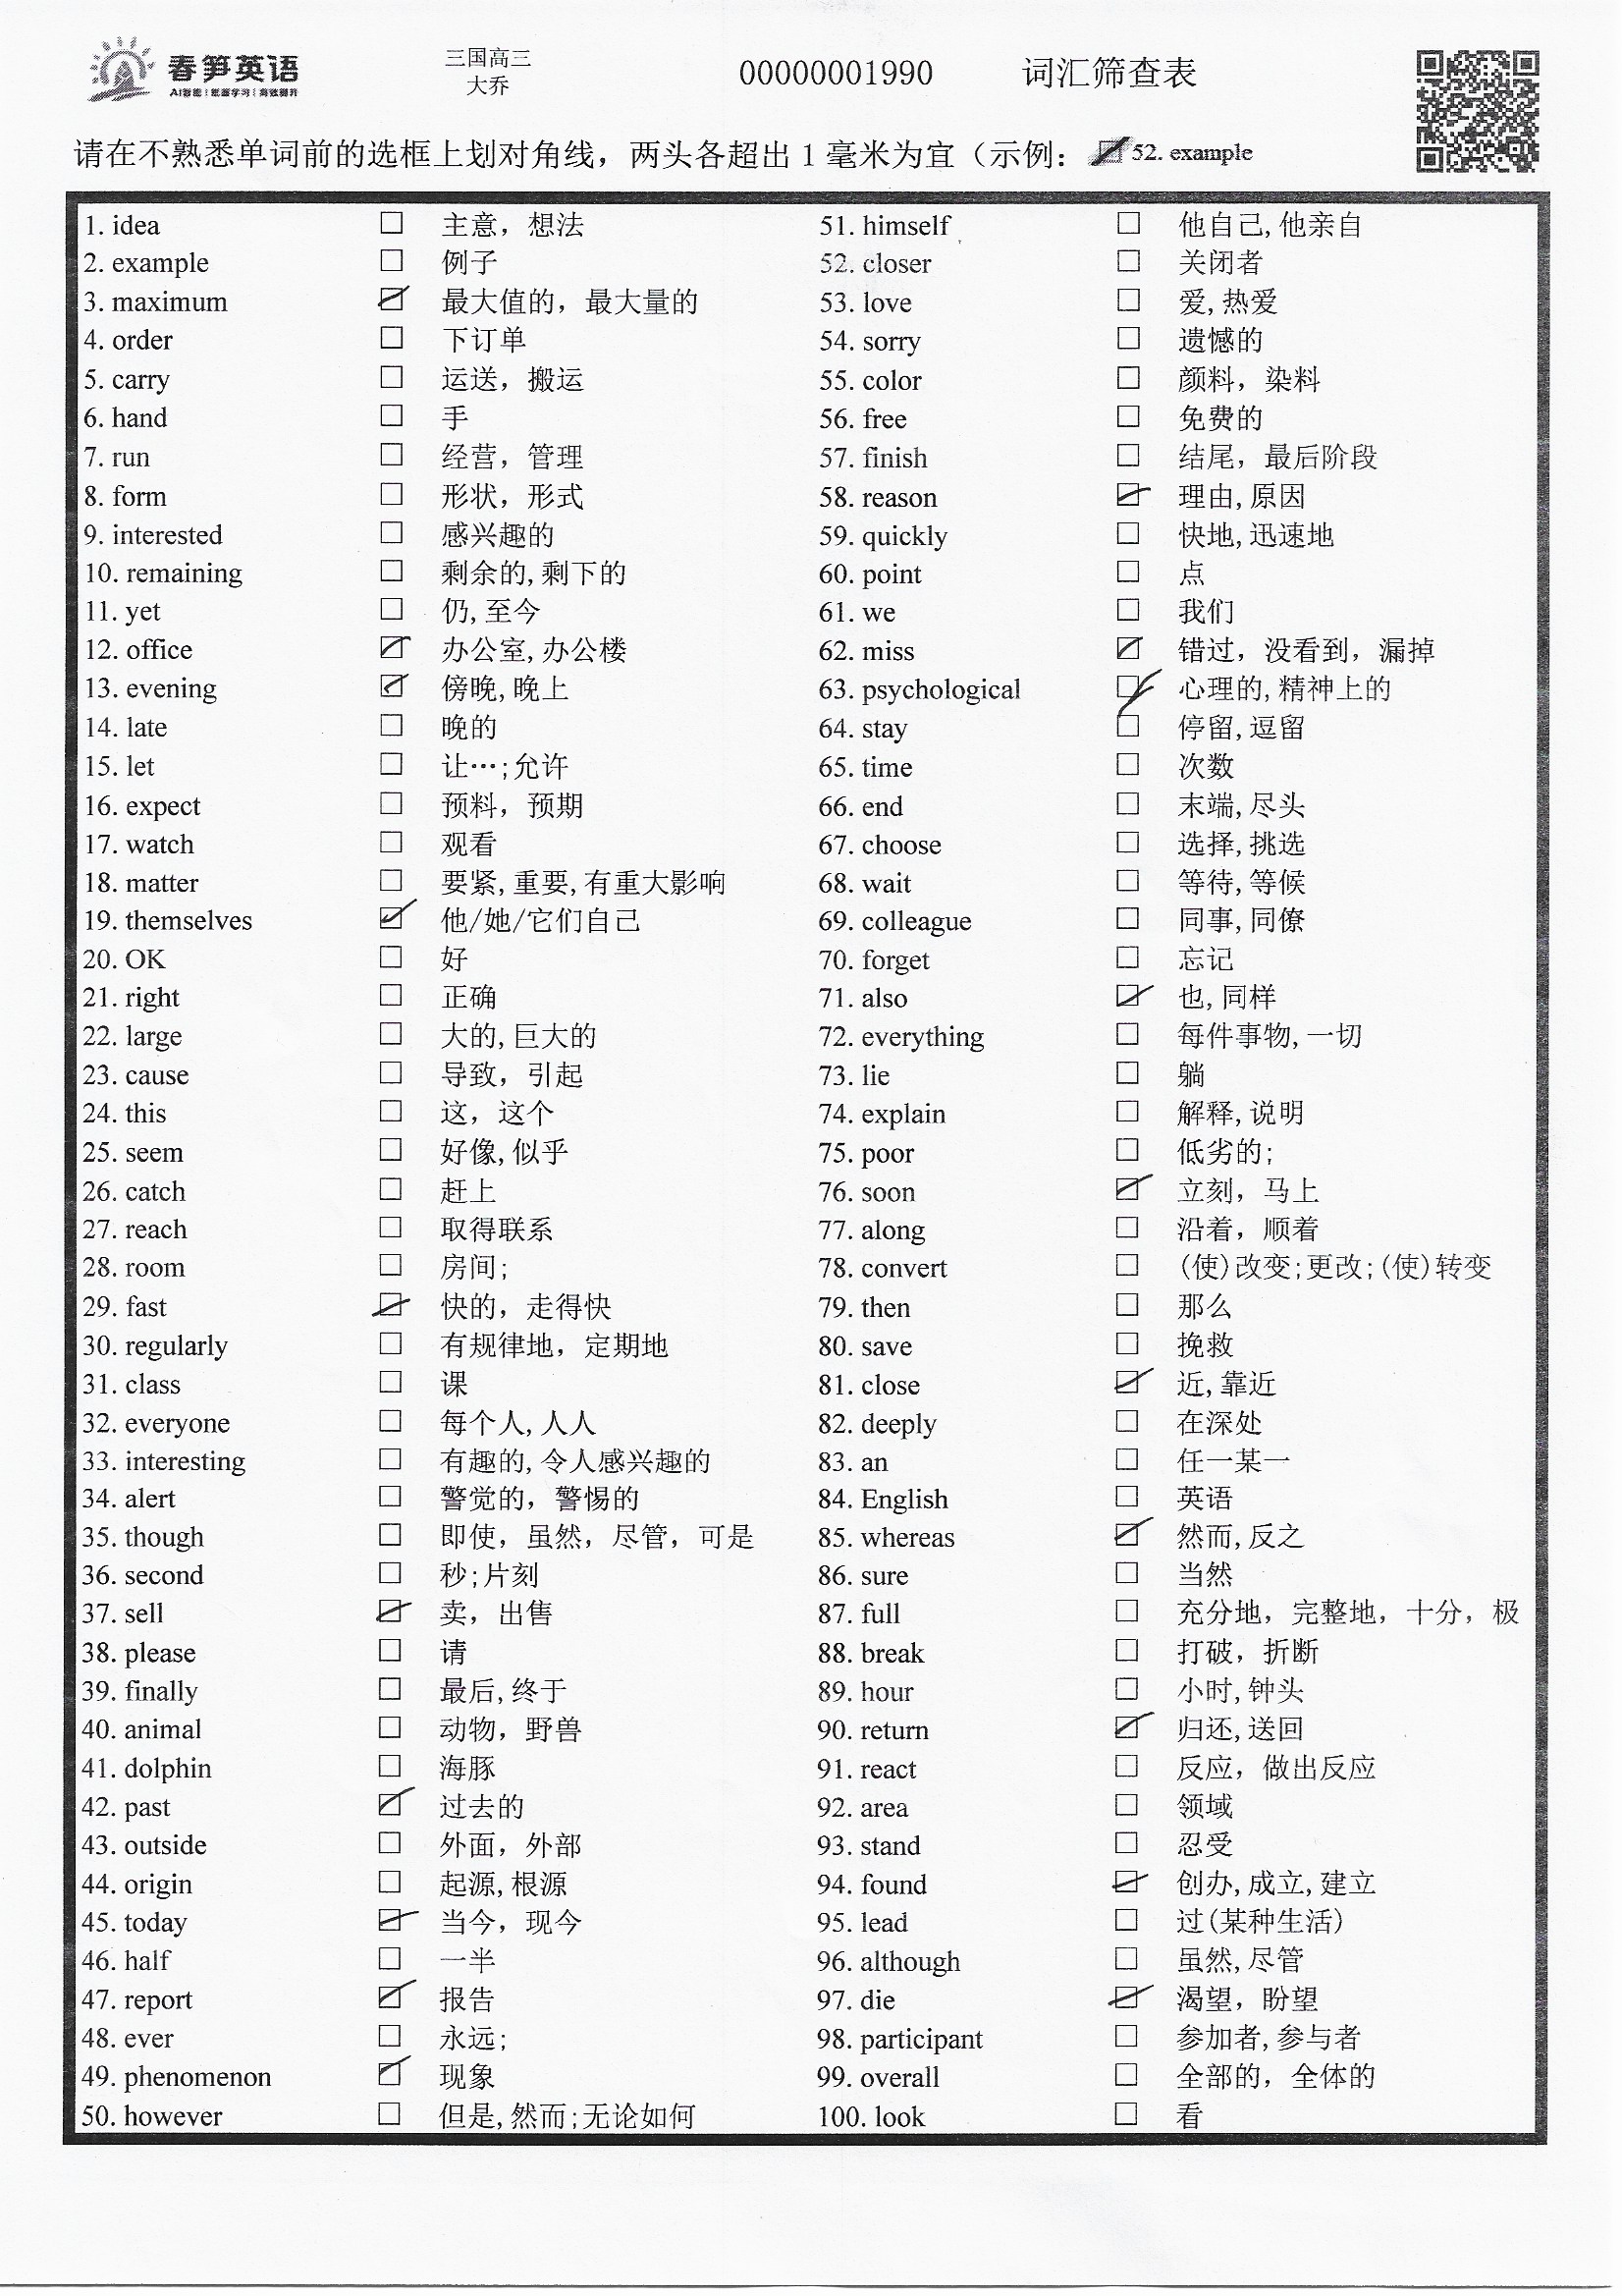 春笋英语
AI智能|纸面学习|高效提升
三国高三
大乔
00000001990
词汇筛查表
请在不熟悉单词前的选框上划对角线，两头各超出1毫米为宜（示例： 52. example
1. idea 主意，想法
2. example 例子
3. maximum 最大值的，最大量的
4. order 下订单
5. carry 运送，搬运
6. hand 手
7. run 经营，管理
8. form 形状，形式
9. interested 感兴趣的
10. remaining 剩余的,剩下的
11. yet 仍,至今
12. office 办公室,办公楼
13. evening 傍晚,晚上
14. late 晚的
15. let 让…;允许
16. expect 预料，预期
17. watch 观看
18. matter 要紧,重要,有重大影响
19. themselves 他/她/它们自己
20. OK 好
21. right 正确
22. large 大的,巨大的
23. cause 导致，引起
24. this 这，这个
25. seem 好像,似乎
26. catch 赶上
27. reach 取得联系
28. room 房间;
29. fast 快的，走得快
30. regularly 有规律地，定期地
31. class 课
32. everyone 每个人,人人
33. interesting 有趣的,令人感兴趣的
34. alert 警觉的，警惕的
35. though 即使，虽然，尽管，可是
36. second 秒;片刻
37. sell 卖，出售
38. please 请
39. finally 最后,终于
40. animal 动物，野兽
41. dolphin 海豚
42. past 过去的
43. outside 外面，外部
44. origin 起源,根源
45. today 当今，现今
46. half 一半
47. report 报告
48. ever 永远;
49. phenomenon 现象
50. however 但是,然而;无论如何
51. himself 他自己,他亲自
52. closer 关闭者
53. love 爱,热爱
54. sorry 遗憾的
55. color 颜料，染料
56. free 免费的
57. finish 结尾，最后阶段
58. reason 理由,原因
59. quickly 快地,迅速地
60. point 点
61. we 我们
62. miss 错过，没看到，漏掉
63. psychological 心理的,精神上的
64. stay 停留,逗留
65. time 次数
66. end 末端,尽头
67. choose 选择,挑选
68. wait 等待,等候
69. colleague 同事,同僚
70. forget 忘记
71. also 也,同样
72. everything 每件事物,一切
73. lie 躺
74. explain 解释,说明
75. poor 低劣的;
76. soon 立刻，马上
77. along 沿着，顺着
78. convert (使)改变;更改;(使)转变
79. then 那么
80. save 挽救
81. close 近,靠近
82. deeply 在深处
83. an 任一某一
84. English 英语
85. whereas 然而,反之
86. sure 当然
87. full 充分地，完整地，十分，极
88. break 打破，折断
89. hour 小时,钟头
90. return 归还,送回
91. react 反应，做出反应
92. area 领域
93. stand 忍受
94. found 创办,成立,建立
95. lead 过(某种生活)
96. although 虽然,尽管
97. die 渴望，盼望
98. participant 参加者,参与者
99. overall 全部的，全体的
100. look 看